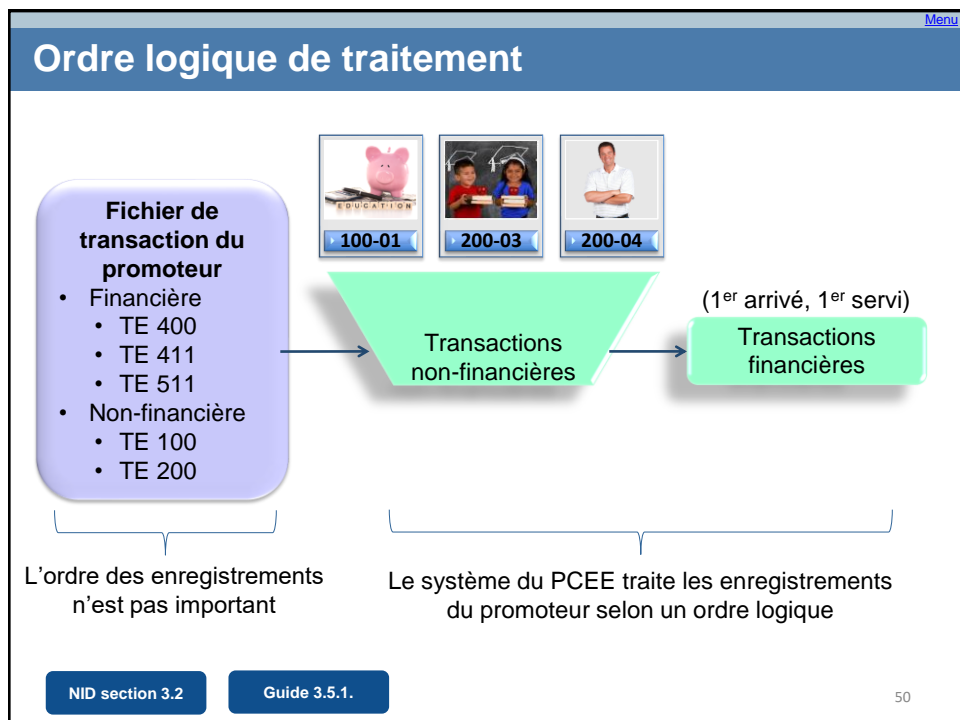 Menu
Ordre logique de traitement
EDUCATION
100-01
200-03
200-04
Fichier de
transaction du
promoteur
• Financière
• TE 400
• TE 411
• TE 511
• Non-financière
• TE 100
• TE 200
Transactions
non-financières
(1er arrivé, 1er servi)
Transactions
financières
L’ordre des enregistrements
n’est pas important
Le système du PCEE traite les enregistrements
du promoteur selon un ordre logique
NID section 3.2
Guide 3.5.1.
50